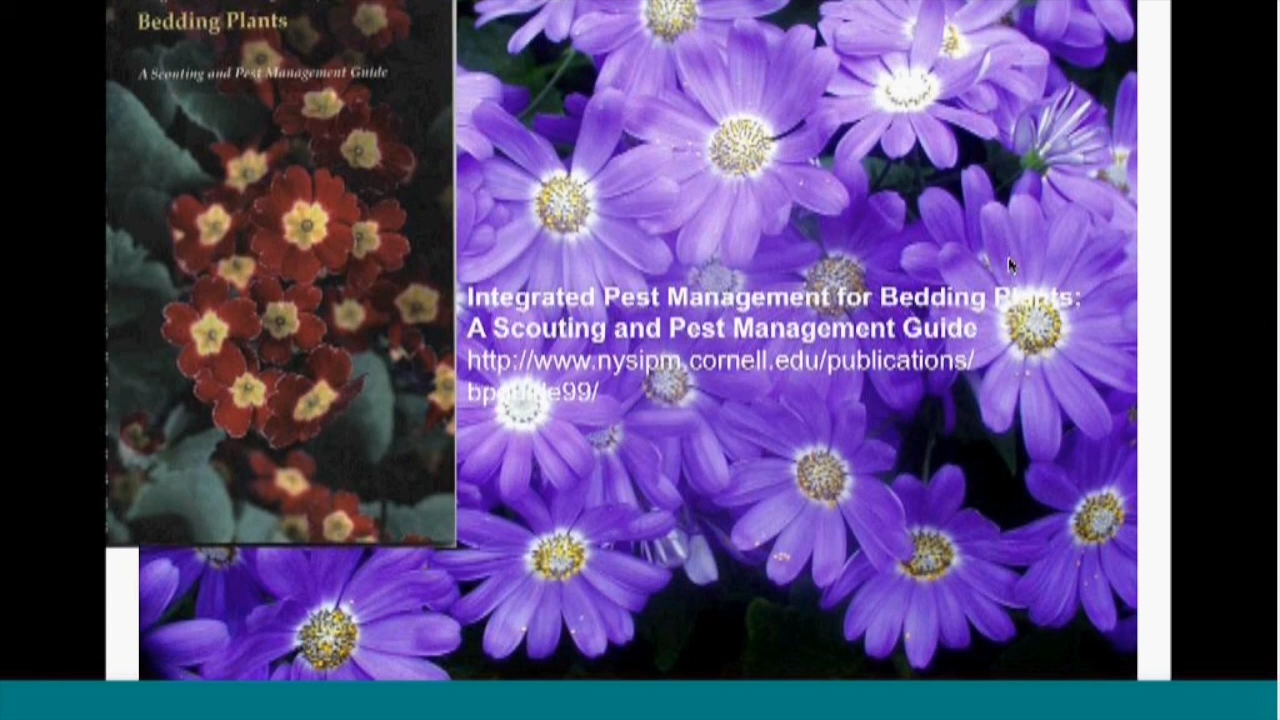 Bedding Plants
A Scouting and Pest Management Guide
Integrated Pest Management for Bedding Plants:
A Scouting and Pest Management Guide
http://www.nysipm.cornell.edu/publications/